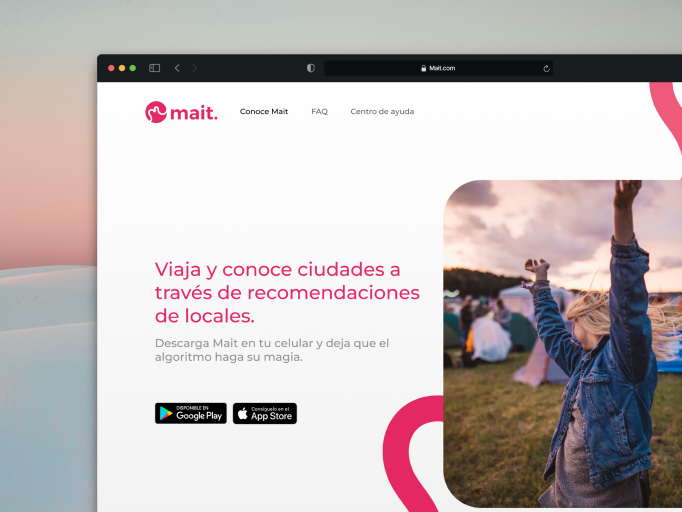 Mait.com
mait.
Conoce Mait FAQ Centro de ayuda
Viaja y conoce ciudades a
través de recomendaciones
de locales.
Descarga Mait en tu celular y deja que el
algoritmo haga su magia.
DISPONIBLE EN
Google Play
Consíguelo en el
App Store